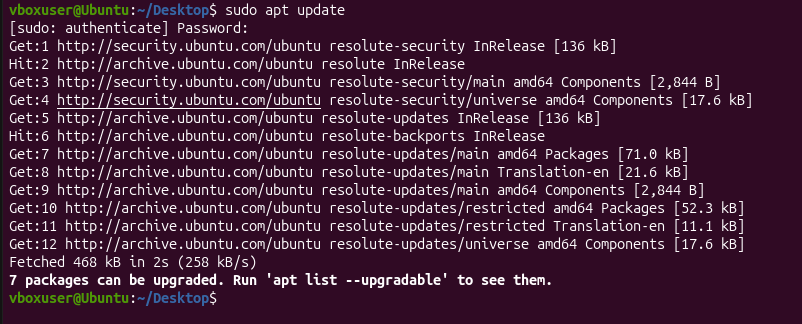 vboxuser@Ubuntu:~/Desktop$ sudo apt update
[sudo: authenticate] Password:
Get:1 http://security.ubuntu.com/ubuntu resolute-security InRelease [136 kB]
Hit:2 http://archive.ubuntu.com/ubuntu resolute InRelease
Get:3 http://security.ubuntu.com/ubuntu resolute-security/main amd64 Components [2,844 B]
Get:4 http://security.ubuntu.com/ubuntu resolute-security/universe amd64 Components [17.6 kB]
Get:5 http://archive.ubuntu.com/ubuntu resolute-updates InRelease [136 kB]
Hit:6 http://archive.ubuntu.com/ubuntu resolute-backports InRelease
Get:7 http://archive.ubuntu.com/ubuntu resolute-updates/main amd64 Packages [71.0 kB]
Get:8 http://archive.ubuntu.com/ubuntu resolute-updates/main Translation-en [21.6 kB]
Get:9 http://archive.ubuntu.com/ubuntu resolute-updates/main amd64 Components [2,844 B]
Get:10 http://archive.ubuntu.com/ubuntu resolute-updates/restricted amd64 Packages [52.3 kB]
Get:11 http://archive.ubuntu.com/ubuntu resolute-updates/restricted Translation-en [11.1 kB]
Get:12 http://archive.ubuntu.com/ubuntu resolute-updates/universe amd64 Components [17.6 kB]
Fetched 468 kB in 2s (258 kB/s)
7 packages can be upgraded. Run 'apt list --upgradable' to see them.
vboxuser@Ubuntu:~/Desktop$